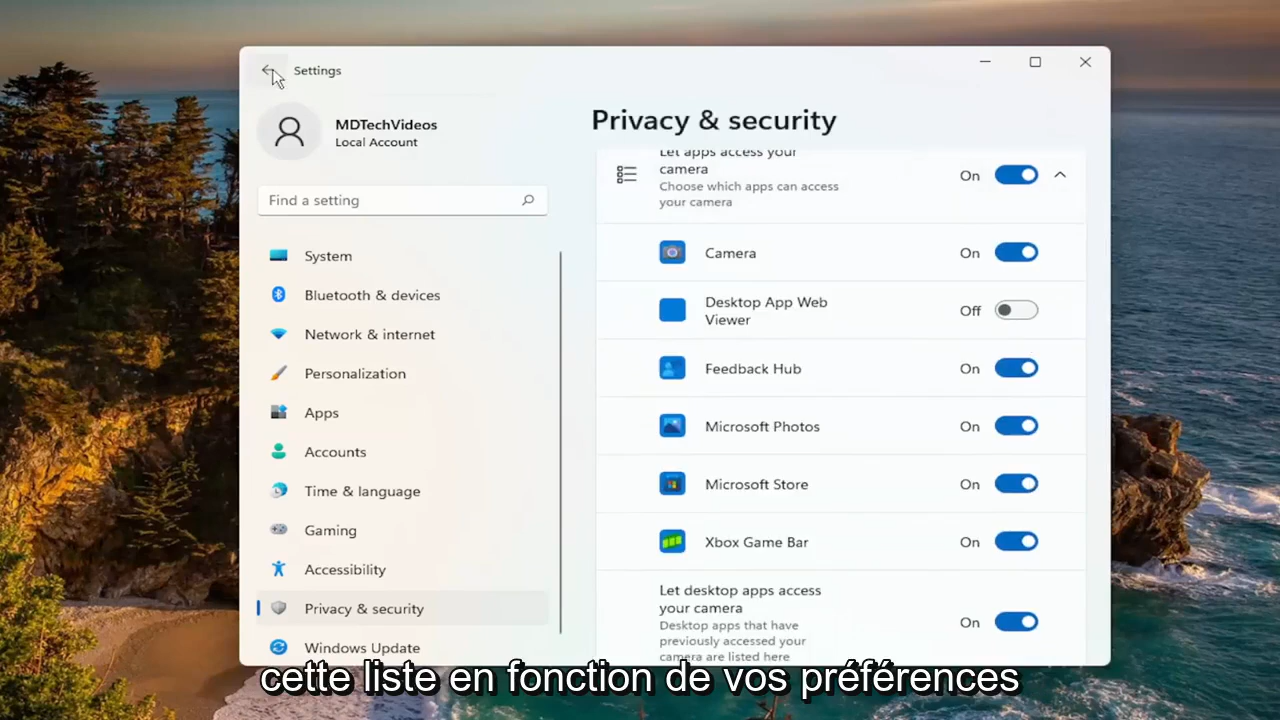 Settings
MDTechVideos
Local Account
Find a setting
System
Bluetooth & devices
Network & internet
Personalization
Apps
Accounts
Time & language
Gaming
Accessibility
Privacy & security
Windows Update
Privacy & security
Let apps access your
camera
Choose which apps can access
your camera
On
Camera
On
Desktop App Web
Viewer
Off
Feedback Hub
On
Microsoft Photos
On
Microsoft Store
On
Xbox Game Bar
On
Let desktop apps access
your camera
Desktop apps that have
previously accessed your
camera are listed here
On
cette liste en fonction de vos préférences